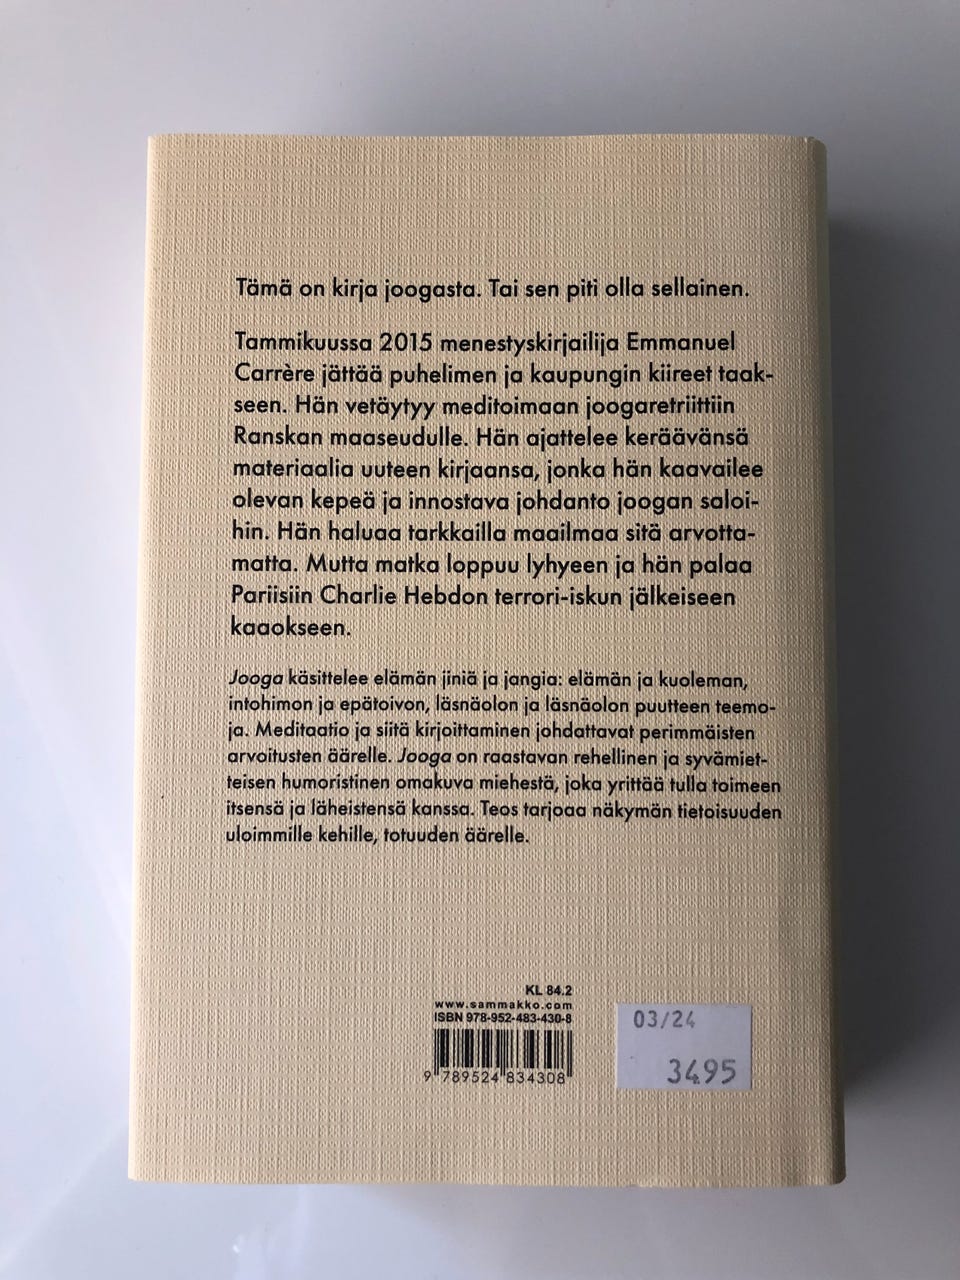 Tämä on kirja joogasta. Tai sen piti olla sellainen.
Tammikuussa 2015 menestyskirjailija Emmanuel
Carrère jättää puhelimen ja kaupungin kiireet taak-
seen. Hän vetäytyy meditoimaan joogaretriittiin
Ranskan maaseudulle. Hän ajattelee keräävänsä
materiaalia uuteen kirjaansa, jonka hän kaavailee
olevan kepeä ja innostava johdanto joogan saloi-
hin. Hän haluaa tarkkailla maailmaa sitä arvotta-
matta. Mutta matka loppuu lyhyeen ja hän palaa
Pariisiin Charlie Hebdon terrori-iskun jälkeiseen
kaaokseen.
Jooga käsittelee elämän jiniä ja jangia: elämän ja kuoleman,
intohimon ja epätoivon, läsnäolon ja läsnäolon puutteen teemo-
ja. Meditaatio ja siitä kirjoittaminen johdattavat perimmäisten
arvoitusten äärelle. Jooga on raastavan rehellinen ja syvämiet-
teisen humoristinen omakuva miehestä, joka yrittää tulla toimeen
itsensä ja läheistensä kanssa. Teos tarjoaa näkymän tietoisuuden
uloimmille kehille, totuuden äärelle.
KL 84.2
www.sammakko.com
ISBN 978-952-483-430-8
9 789524 834308
03/24
3495